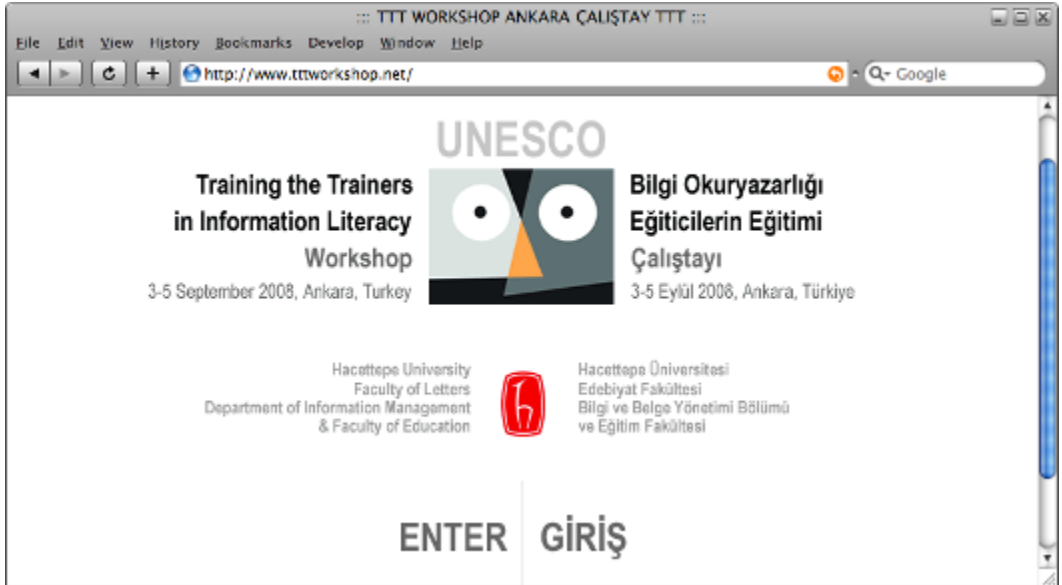 ::: TTT WORKSHOP ANKARA ÇALIŞTAY TTT :::
File Edit View History Bookmarks Develop Window Help
http://www.tttworkshop.net/
Google
UNESCO
Training the Trainers
in Information Literacy
Workshop
3-5 September 2008, Ankara, Turkey
Bilgi Okuryazarlığı
Eğiticilerin Eğitimi
Çalıştayı
3-5 Eylül 2008, Ankara, Türkiye
Hacettepe University
Faculty of Letters
Department of Information Management
& Faculty of Education
Hacettepe Üniversitesi
Edebiyat Fakültesi
Bilgi ve Belge Yönetimi Bölümü
ve Eğitim Fakültesi
ENTER
GİRİŞ